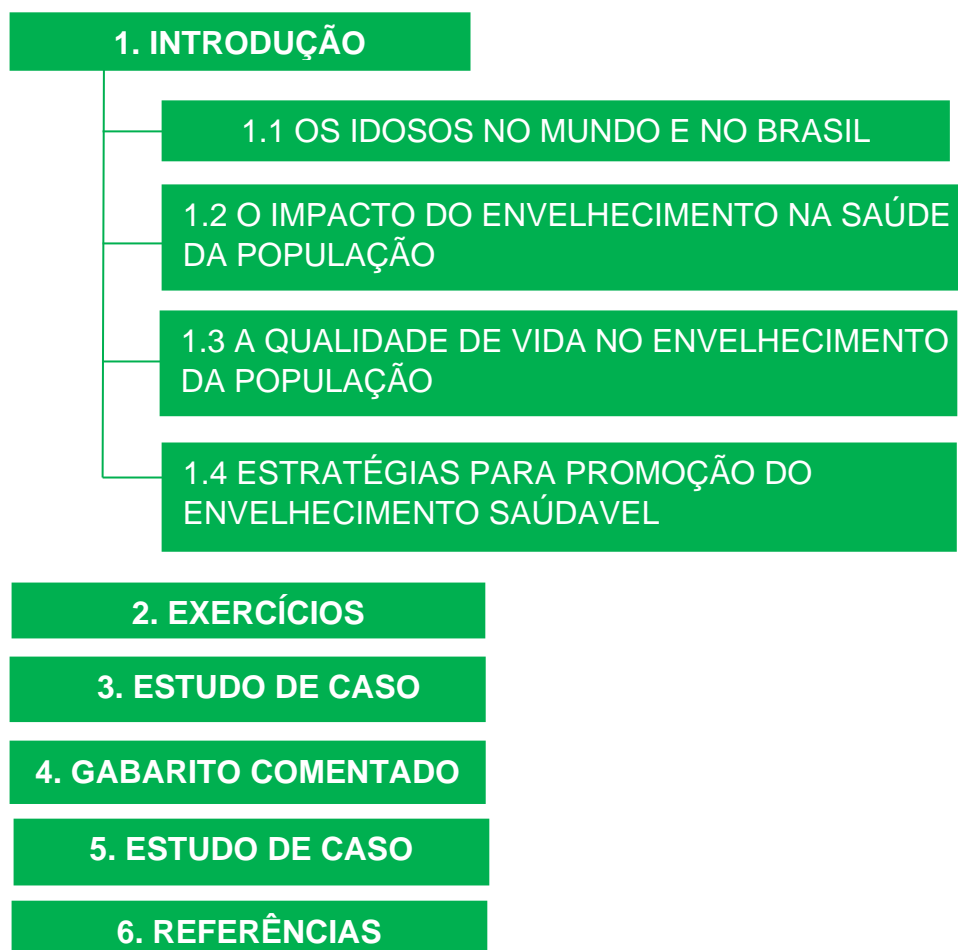 1. INTRODUÇÃO
1.1 OS IDOSOS NO MUNDO E NO BRASIL
1.2 O IMPACTO DO ENVELHECIMENTO NA SAÚDE
DA POPULAÇÃO
1.3 A QUALIDADE DE VIDA NO ENVELHECIMENTO
DA POPULAÇÃO
1.4 ESTRATÉGIAS PARA PROMOÇÃO DO
ENVELHECIMENTO SAÚDAVEL
2. EXERCÍCIOS
3. ESTUDO DE CASO
4. GABARITO COMENTADO
5. ESTUDO DE CASO
6. REFERÊNCIAS